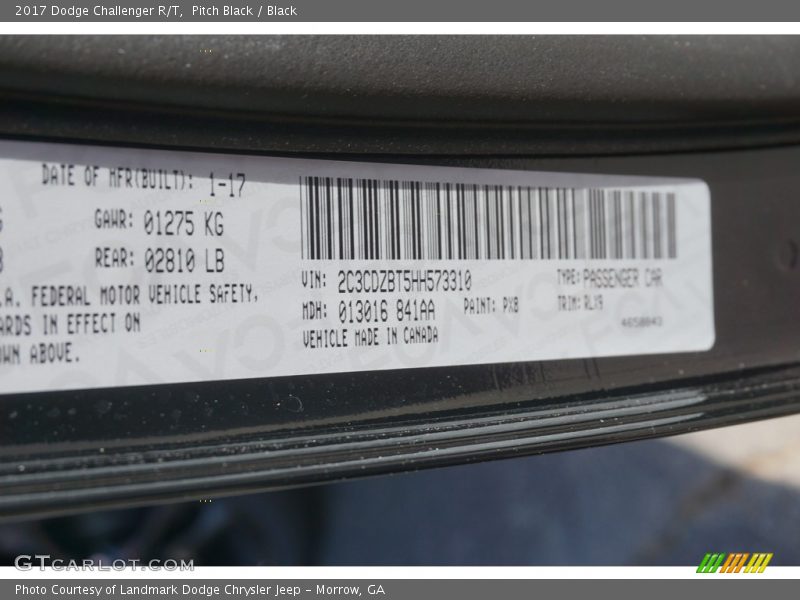 2017 Dodge Challenger R/T, Pitch Black / Black
DATE OF MFR(BUILT): 1-17
GAWR: 01275 KG
REAR: 02810 LB
.A. FEDERAL MOTOR VEHICLE SAFETY,
ARDS IN EFFECT ON
WN ABOVE.
VIN: 2C3CDZBT5HH573310
TYPE: PASSENGER CAR
MDH: 013016 841AA
PAINT: PX8
TRIM: RLX9
VEHICLE MADE IN CANADA
4658043
GTCARLOT.COM
Photo Courtesy of Landmark Dodge Chrysler Jeep – Morrow, GA